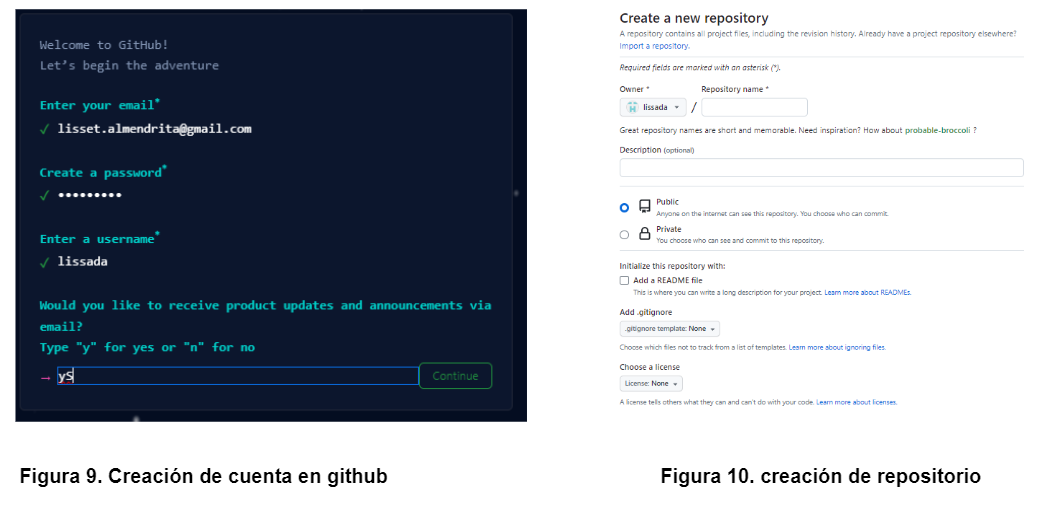 Welcome to GitHub!
Let's begin the adventure
Enter your email*
✓ lisset.almendrita@gmail.com
Create a password*
✓ •••••••••
Enter a username*
✓ lissada
Would you like to receive product updates and announcements via
email?
Type "y" for yes or "n" for no
→ yS
Continue
Figura 9. Creación de cuenta en github
Create a new repository
A repository contains all project files, including the revision history. Already have a project repository elsewhere?
Import a repository.
Required fields are marked with an asterisk (*).
Owner * Repository name *
lissada /
Great repository names are short and memorable. Need inspiration? How about probable-broccoli ?
Description (optional)
Public
Anyone on the internet can see this repository. You choose who can commit.
Private
You choose who can see and commit to this repository.
Initialize this repository with:
Add a README file
This is where you can write a long description for your project. Learn more about READMEs.
Add .gitignore
.gitignore template: None
Choose which files not to track from a list of templates. Learn more about ignoring files.
Choose a license
License: None
A license tells others what they can and can't do with your code. Learn more about licenses.
Figura 10. creación de repositorio